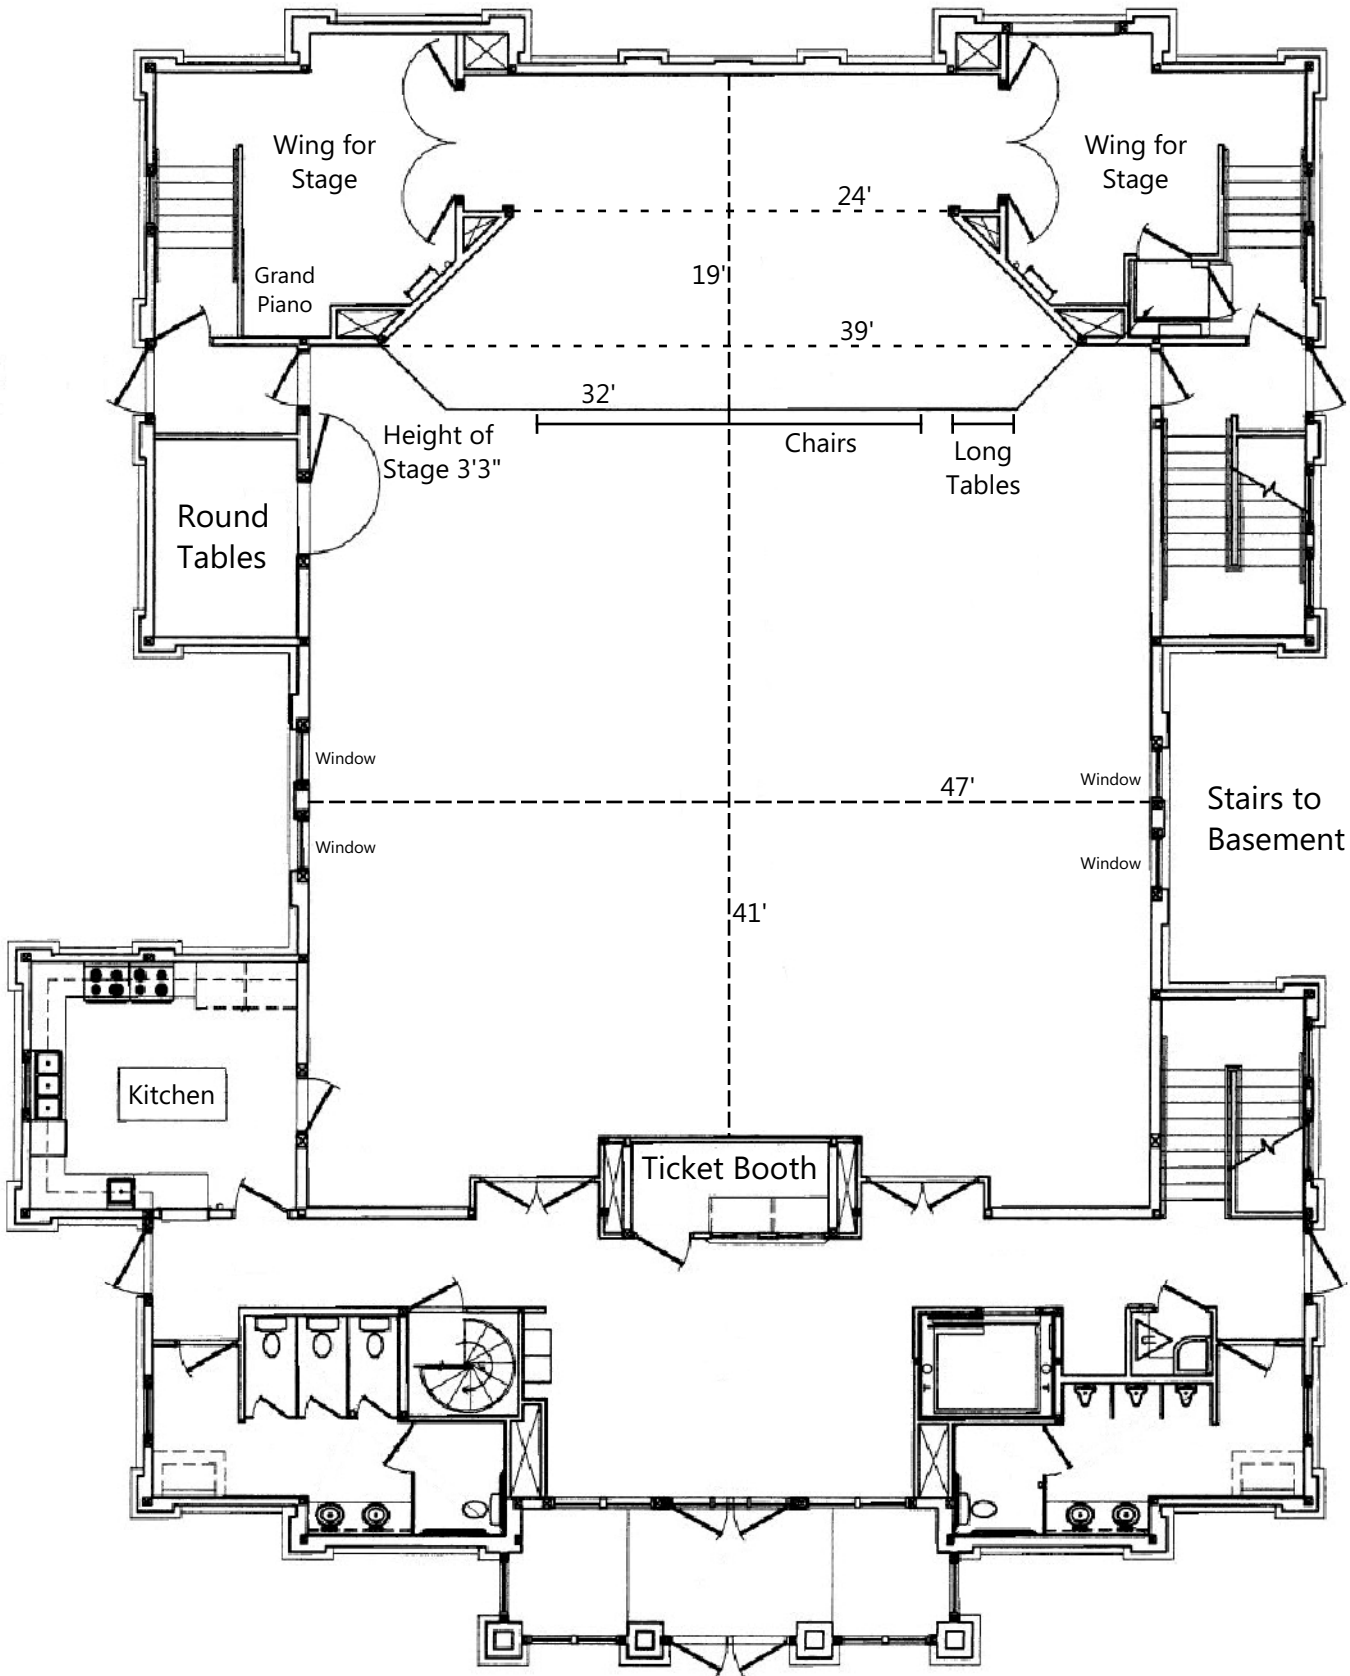 Wing for
Stage
Wing for
Stage
24'
Grand
Piano
19'
39'
32'
Height of
Stage 3'3"
Chairs
Long
Tables
Round
Tables
Window
Window
47'
Window
Window
Stairs to
Basement
41'
Kitchen
Ticket Booth